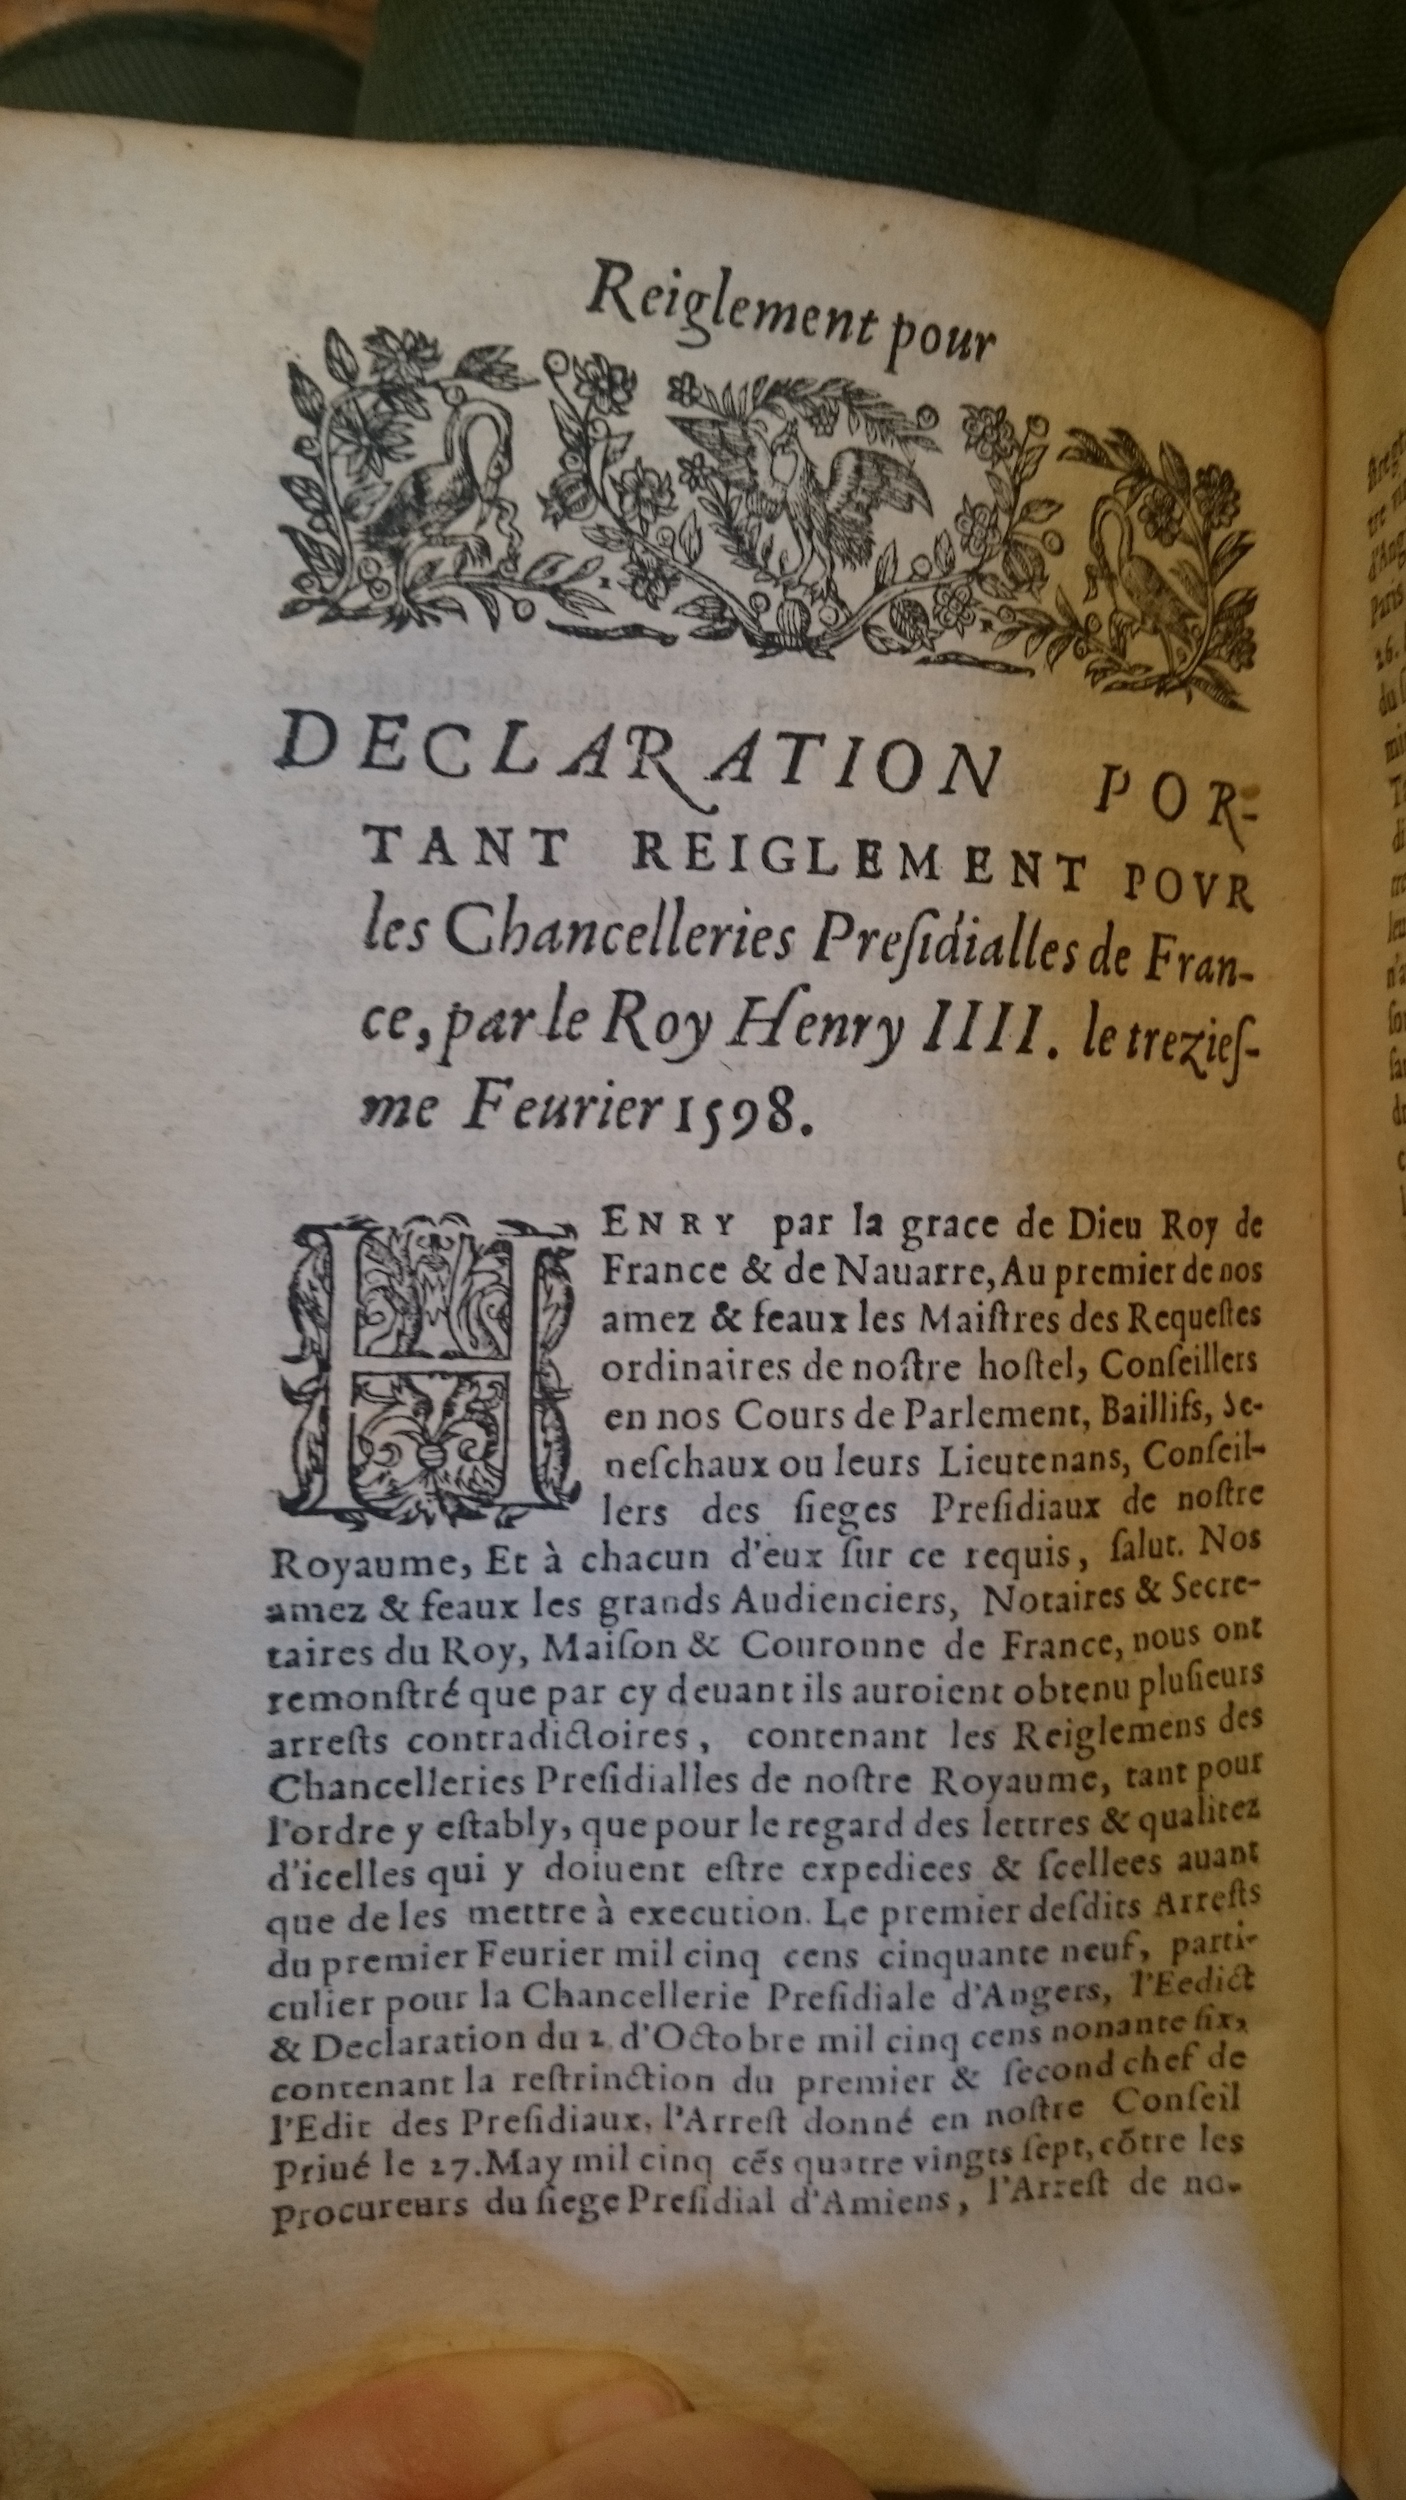 Reiglement pour
DECLARATION POR-
TANT REIGLEMENT POVR
les Chancelleries Preſidialles de Fran-
ce, par le Roy Henry IIII. le trezieſ-
me Feurier 1598.
HENRY par la grace de Dieu Roy de
France & de Nauarre, Au premier de nos
amez & feaux les Maiſtres des Requeſtes
ordinaires de noſtre hoſtel, Conſeillers
en nos Cours de Parlement, Baillifs, Se-
neſchaux ou leurs Lieutenans, Conſeil-
lers des ſieges Preſidiaux de noſtre
Royaume, Et à chacun d'eux ſur ce requis, ſalut. Nos
amez & feaux les grands Audienciers, Notaires & Secre-
taires du Roy, Maiſon & Couronne de France, nous ont
remonſtré que par cy deuant ils auroient obtenu pluſieurs
arreſts contradictoires, contenant les Reiglemens des
Chancelleries Preſidialles de noſtre Royaume, tant pour
l'ordre y eſtably, que pour le regard des lettres & qualitez
d'icelles qui y doiuent eſtre expediees & ſcellees auant
que de les mettre à execution. Le premier deſdits Arreſts
du premier Feurier mil cinq cens cinquante neuf, parti-
culier pour la Chancellerie Preſidiale d'Angers, l'Eedict
& Declaration du 2. d'Octobre mil cinq cens nonante ſix,
contenant la reſtrinction du premier & ſecond chef de
l'Edit des Preſidiaux, l'Arreſt donné en noſtre Conſeil
Priué le 27. May mil cinq cẽs quatre vingts ſept, cõtre les
Procureurs du ſiege Preſidial d'Amiens, l'Arreſt de no-